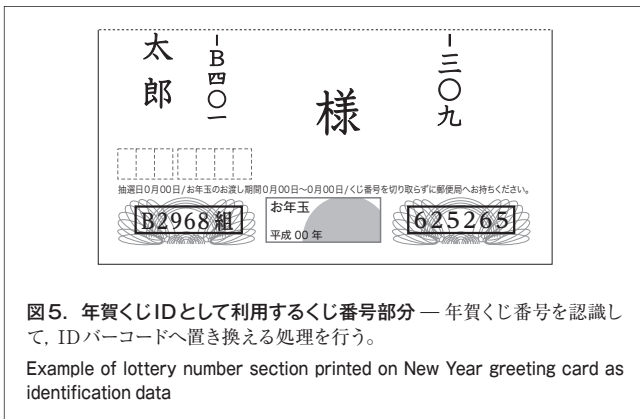 -三〇九
様
-B四〇一
太郎
抽選日0月00日/お年玉のお渡し期間0月00日〜0月00日/くじ番号を切り取らずに郵便局へお持ちください。
B2968組
お年玉
平成 00 年
625265
図5. 年賀くじIDとして利用するくじ番号部分 — 年賀くじ番号を認識し
て, IDバーコードへ置き換える処理を行う。
Example of lottery number section printed on New Year greeting card as
identification data